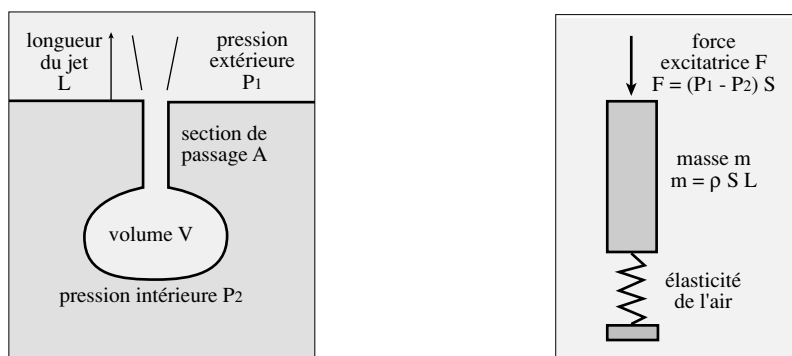 longueur
du jet
L
pression
extérieure
P1
section de
passage A
volume V
pression intérieure P2
force
excitatrice F
F = (P1 - P2) S
masse m
m = ρ S L
élasticité
de l'air